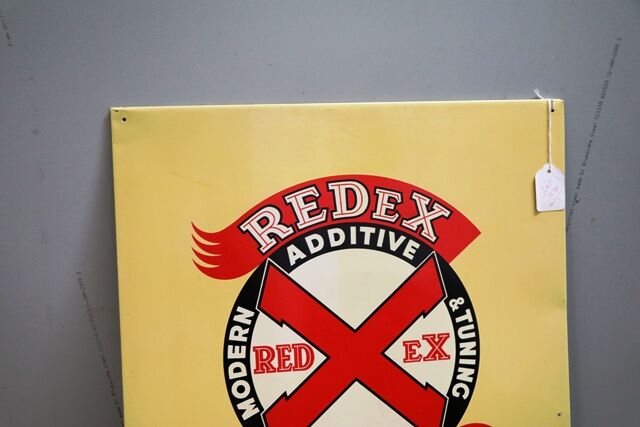 REDEX
ADDITIVE
MODERN
& TUNING
RED EX